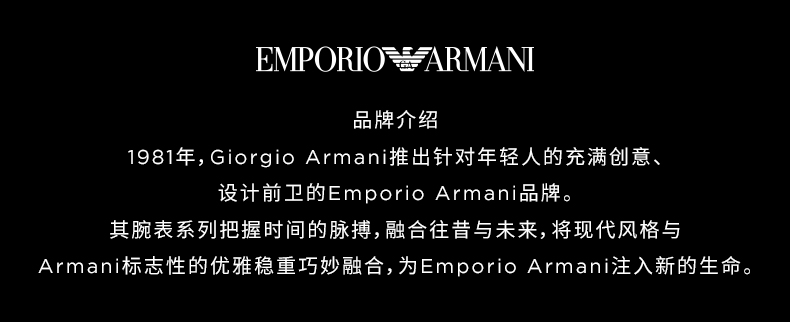 EMPORIO ARMANI
品牌介绍
1981年,Giorgio Armani推出针对年轻人的充满创意、
设计前卫的Emporio Armani品牌。
其腕表系列把握时间的脉搏,融合往昔与未来,将现代风格与
Armani标志性的优雅稳重巧妙融合,为Emporio Armani注入新的生命。